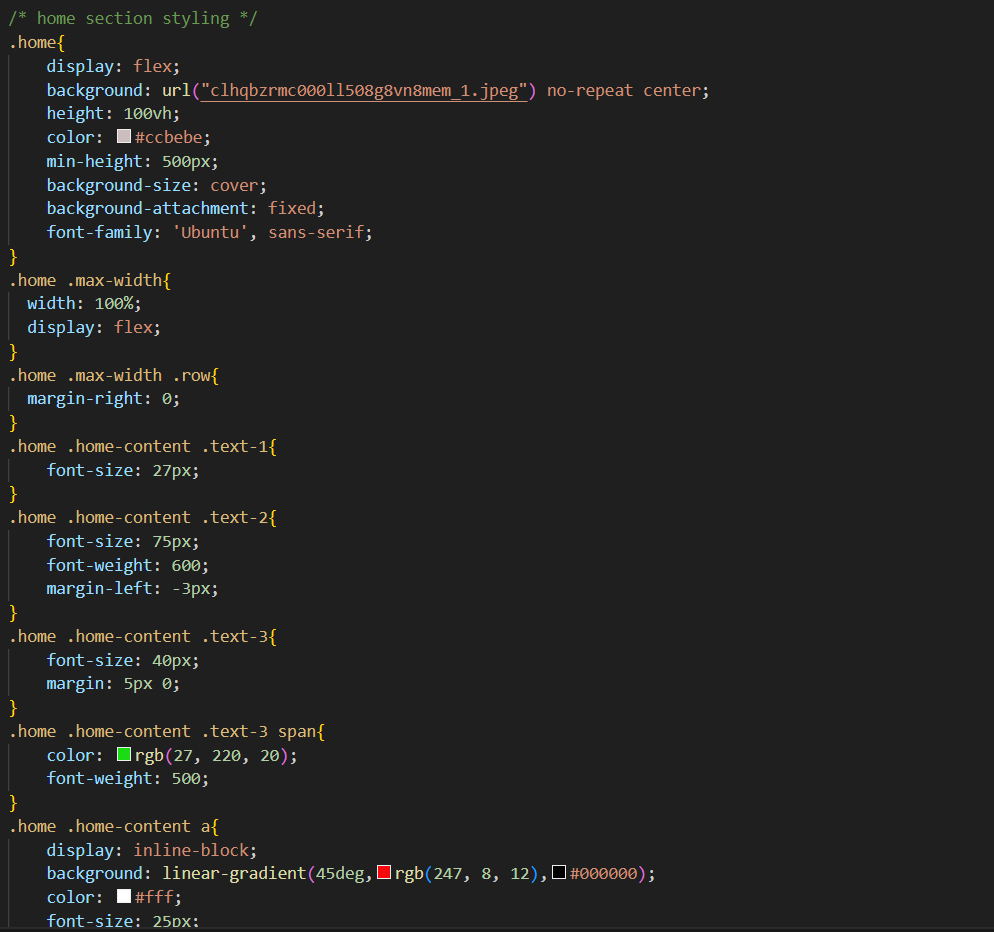 /* home section styling */
.home{
    display: flex;
    background: url("clhqbzrmc000ll508g8vn8mem_1.jpeg") no-repeat center;
    height: 100vh;
    color: #ccbebe;
    min-height: 500px;
    background-size: cover;
    background-attachment: fixed;
    font-family: 'Ubuntu', sans-serif;
}
.home .max-width{
  width: 100%;
  display: flex;
}
.home .max-width .row{
  margin-right: 0;
}
.home .home-content .text-1{
    font-size: 27px;
}
.home .home-content .text-2{
    font-size: 75px;
    font-weight: 600;
    margin-left: -3px;
}
.home .home-content .text-3{
    font-size: 40px;
    margin: 5px 0;
}
.home .home-content .text-3 span{
    color: rgb(27, 220, 20);
    font-weight: 500;
}
.home .home-content a{
    display: inline-block;
    background: linear-gradient(45deg,rgb(247, 8, 12),#000000);
    color: #fff;
    font-size: 25px;